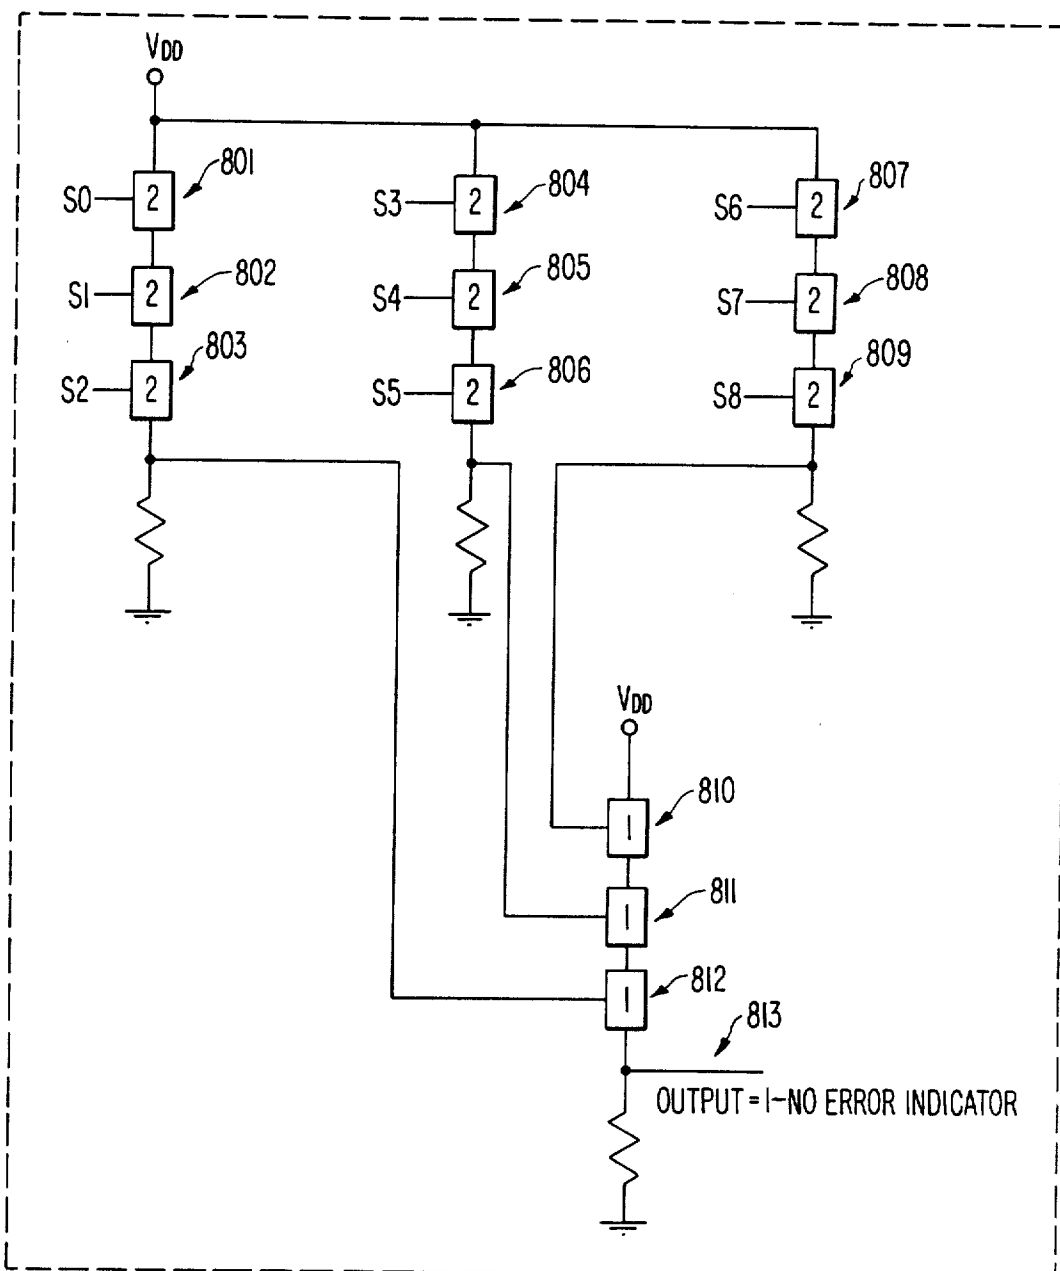 VDD
S0 2 801
S3 2 804
S6 2 807
S1 2 802
S4 2 805
S7 2 808
S2 2 803
S5 2 806
S8 2 809
VDD
1 810
1 811
1 812
813
OUTPUT = 1-NO ERROR INDICATOR